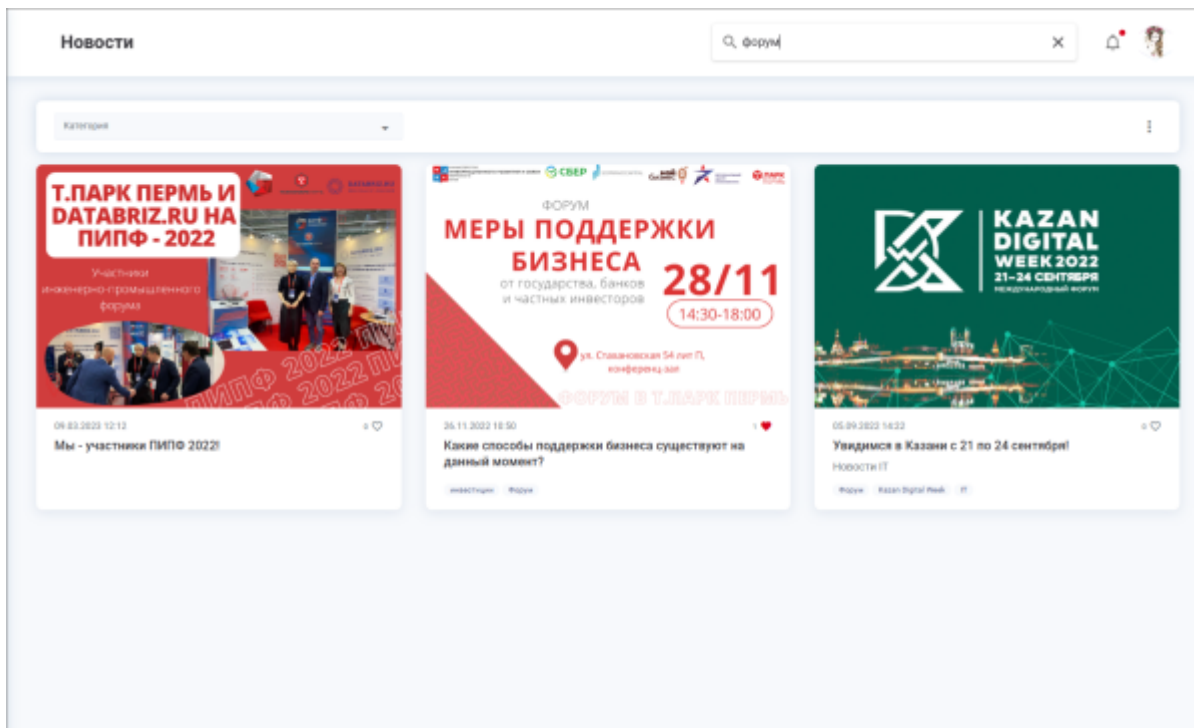 Новости
форум
Категория
Т.ПАРК ПЕРМЬ И
DATABRIZ.RU НА
ПИПФ - 2022
Участники
инженерно-промышленного
форума
ПИПФ 2022
09.03.2023 12:12
0
Мы - участники ПИПФ 2022!
СБЕР
МОЙ БИЗНЕС
ПАРК
ФОРУМ
МЕРЫ ПОДДЕРЖКИ
БИЗНЕСА
от государства, банков
и частных инвесторов
28/11
14:30-18:00
ул. Стахановская 54 лит П,
конференц-зал
ФОРУМ В Т.ПАРК ПЕРМЬ
26.11.2022 10:50
1
Какие способы поддержки бизнеса существуют на
данный момент?
инвестиции Форум
KAZAN
DIGITAL
WEEK 2022
21–24 СЕНТЯБРЯ
МЕЖДУНАРОДНЫЙ ФОРУМ
05.09.2022 14:22
0
Увидимся в Казани с 21 по 24 сентября!
Новости IT
Форум Kazan Digital Week IT